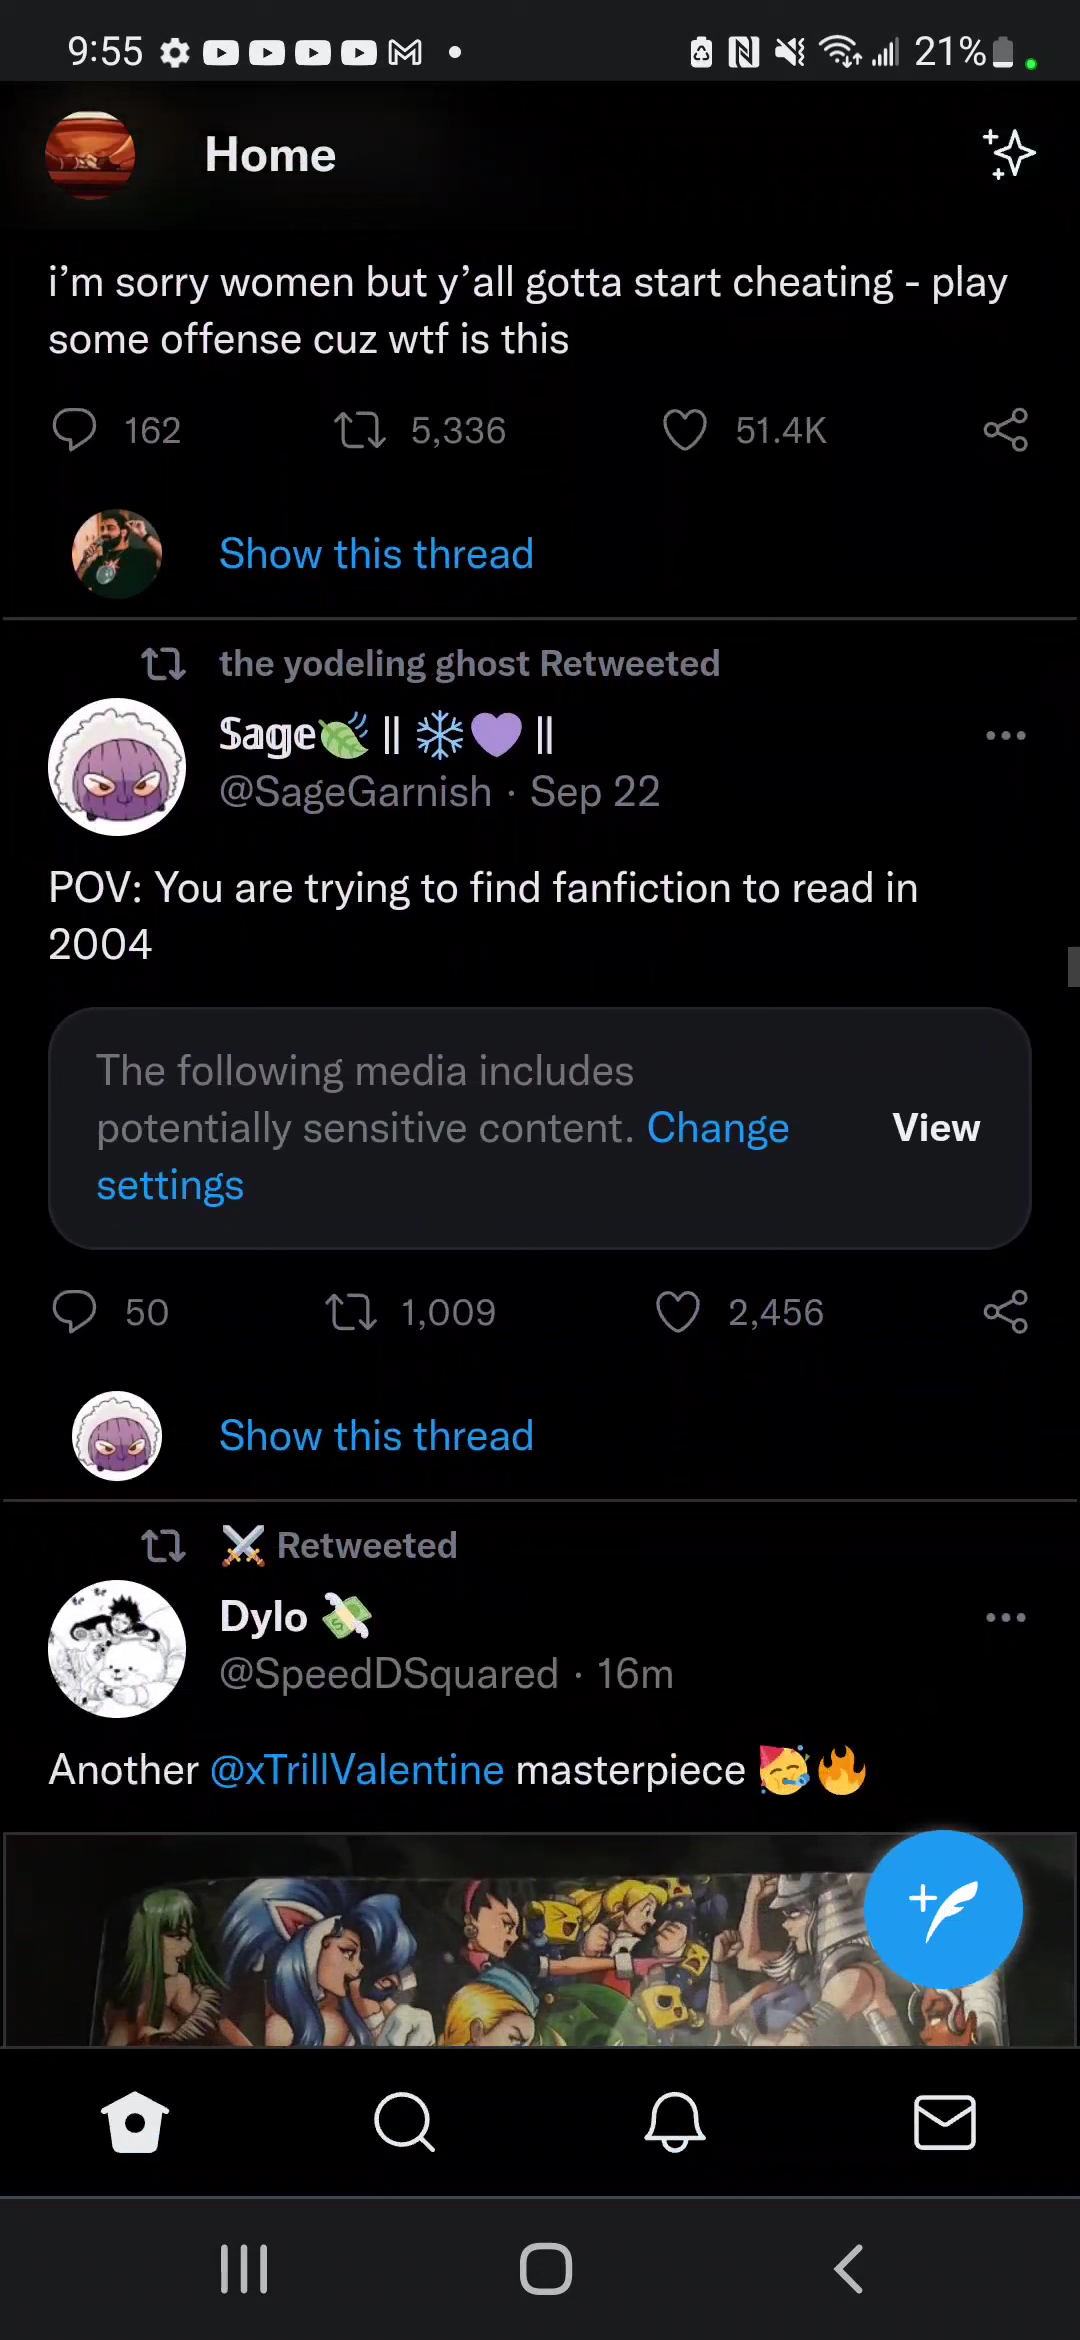 9:55
21%
Home
i’m sorry women but y’all gotta start cheating - play
some offense cuz wtf is this
162 5,336 51.4K
Show this thread
the yodeling ghost Retweeted
Sage🍃|| ❄️💜 ||
@SageGarnish · Sep 22
POV: You are trying to find fanfiction to read in
2004
The following media includes
potentially sensitive content. Change
settings
View
50 1,009 2,456
Show this thread
⚔️ Retweeted
Dylo 💸
@SpeedDSquared · 16m
Another @xTrillValentine masterpiece 🥳🔥